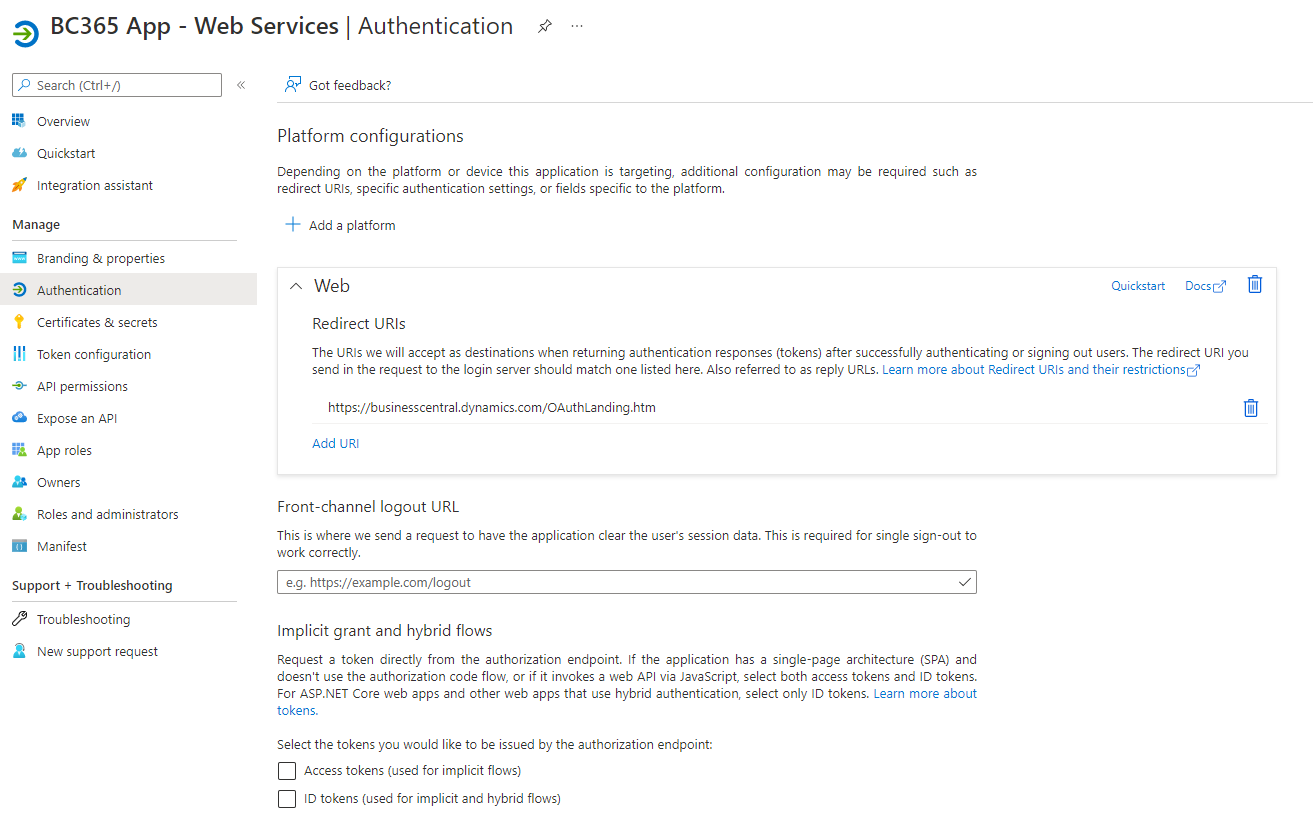 BC365 App - Web Services | Authentication
Search (Ctrl+/)
Overview
Quickstart
Integration assistant
Manage
Branding & properties
Authentication
Certificates & secrets
Token configuration
API permissions
Expose an API
App roles
Owners
Roles and administrators
Manifest
Support + Troubleshooting
Troubleshooting
New support request
Got feedback?
Platform configurations
Depending on the platform or device this application is targeting, additional configuration may be required such as
redirect URIs, specific authentication settings, or fields specific to the platform.
Add a platform
Web
Quickstart
Docs
Redirect URIs
The URIs we will accept as destinations when returning authentication responses (tokens) after successfully authenticating or signing out users. The redirect URI you
send in the request to the login server should match one listed here. Also referred to as reply URLs. Learn more about Redirect URIs and their restrictions
https://businesscentral.dynamics.com/OAuthLanding.htm
Add URI
Front-channel logout URL
This is where we send a request to have the application clear the user's session data. This is required for single sign-out to
work correctly.
e.g. https://example.com/logout
Implicit grant and hybrid flows
Request a token directly from the authorization endpoint. If the application has a single-page architecture (SPA) and
doesn't use the authorization code flow, or if it invokes a web API via JavaScript, select both access tokens and ID tokens.
For ASP.NET Core web apps and other web apps that use hybrid authentication, select only ID tokens. Learn more about
tokens.
Select the tokens you would like to be issued by the authorization endpoint:
Access tokens (used for implicit flows)
ID tokens (used for implicit and hybrid flows)